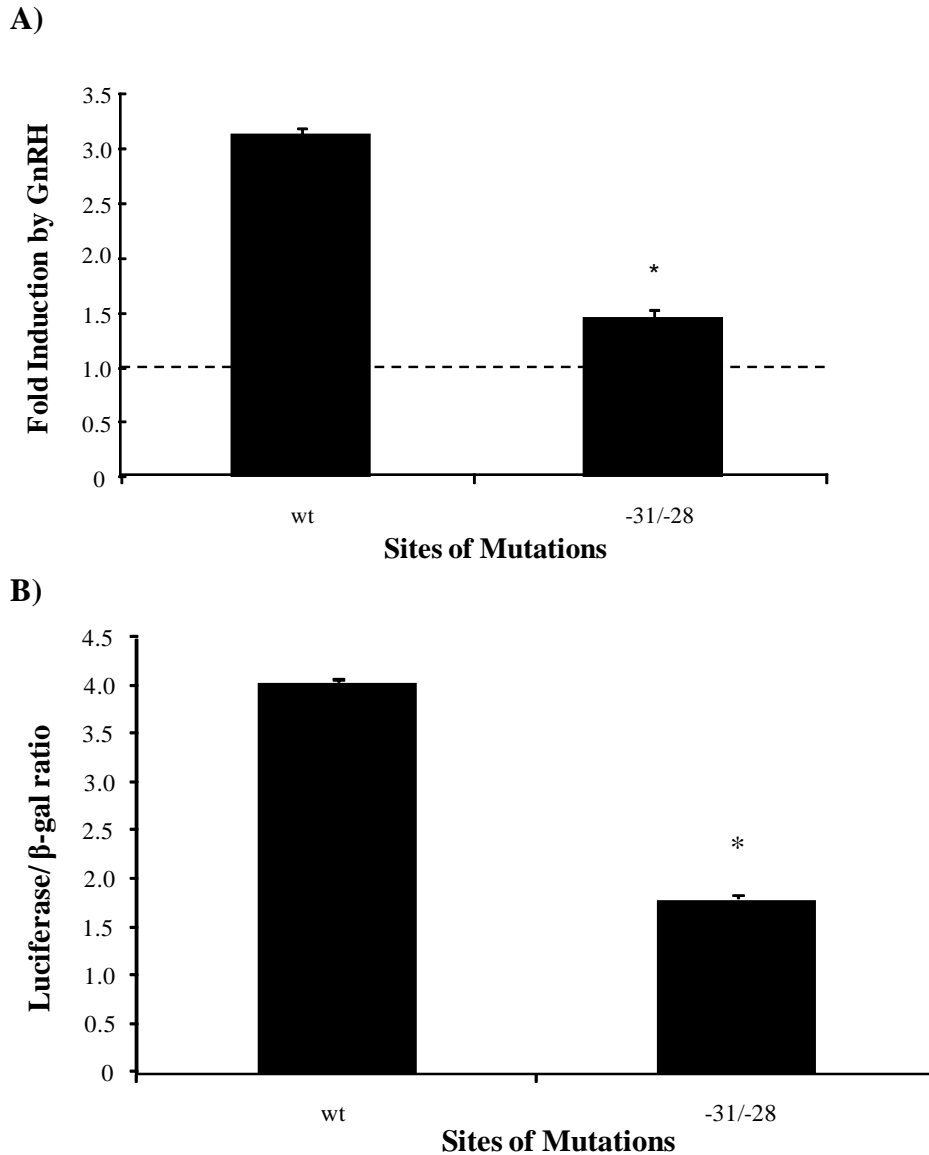 A)
Fold Induction by GnRH
3.5
3.0
2.5
2.0
1.5
1.0
0.5
0
*
wt
-31/-28
Sites of Mutations
B)
Luciferase/ β-gal ratio
4.5
4.0
3.5
3.0
2.5
2.0
1.5
1.0
0.5
0
*
wt
-31/-28
Sites of Mutations